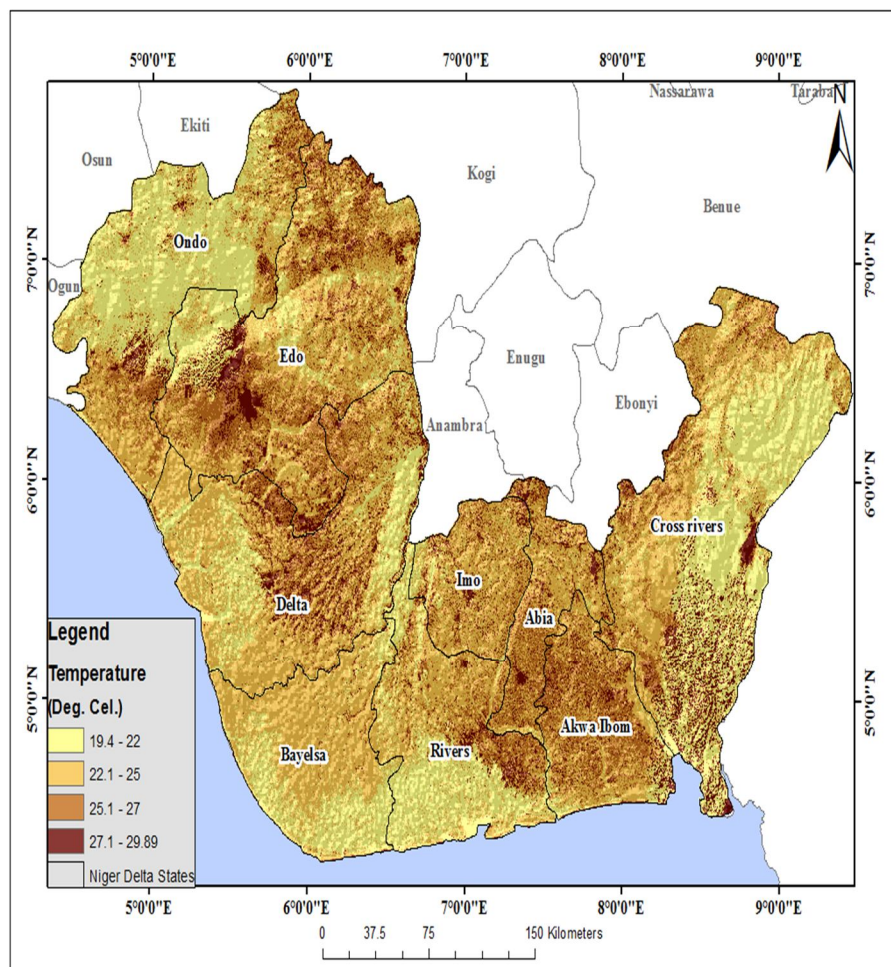 5°0'0"E 6°0'0"E 7°0'0"E 8°0'0"E 9°0'0"E
Nassarawa
Taraba
N
Ekiti
Osun
Kogi
Benue
Ondo
7°0'0"N
7°0'0"N
Ogun
Edo
Enugu
Ebonyi
Anambra
6°0'0"N
6°0'0"N
Cross rivers
Imo
Delta
Abia
Legend
Temperature
(Deg. Cel.)
19.4 - 22
22.1 - 25
25.1 - 27
27.1 - 29.89
Niger Delta States
5°0'0"N
5°0'0"N
Akwa Ibom
Bayelsa
Rivers
5°0'0"E 6°0'0"E 7°0'0"E 8°0'0"E 9°0'0"E
0 37.5 75 150 Kilometers